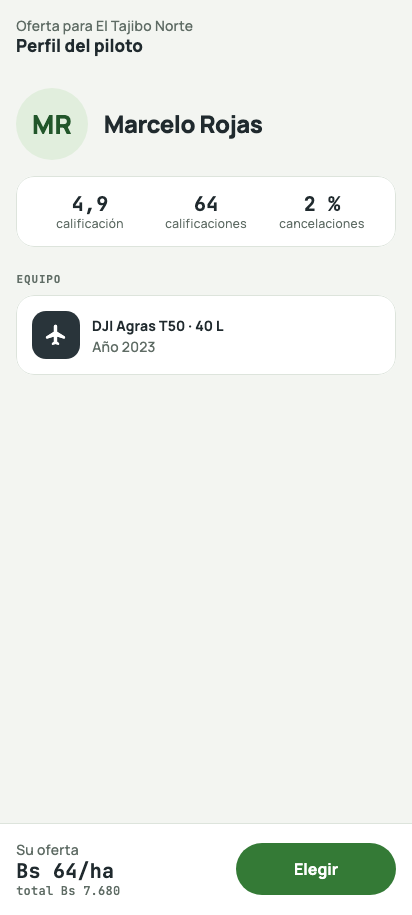 Oferta para El Tajibo Norte
Perfil del piloto
MR
Marcelo Rojas
4,9
calificación
64
calificaciones
2 %
cancelaciones
EQUIPO
DJI Agras T50 · 40 L
Año 2023
Su oferta
Bs 64/ha
total Bs 7.680
Elegir